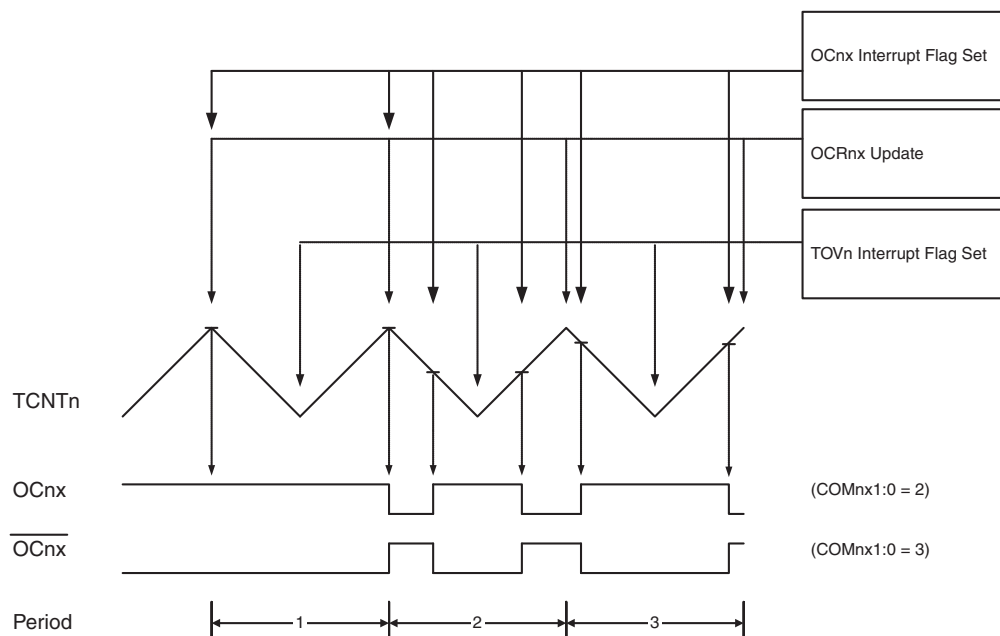 OCnx Interrupt Flag Set
OCRnx Update
TOVn Interrupt Flag Set
TCNTn
OCnx (COMnx1:0 = 2)
OCnx (COMnx1:0 = 3)
Period 1 2 3